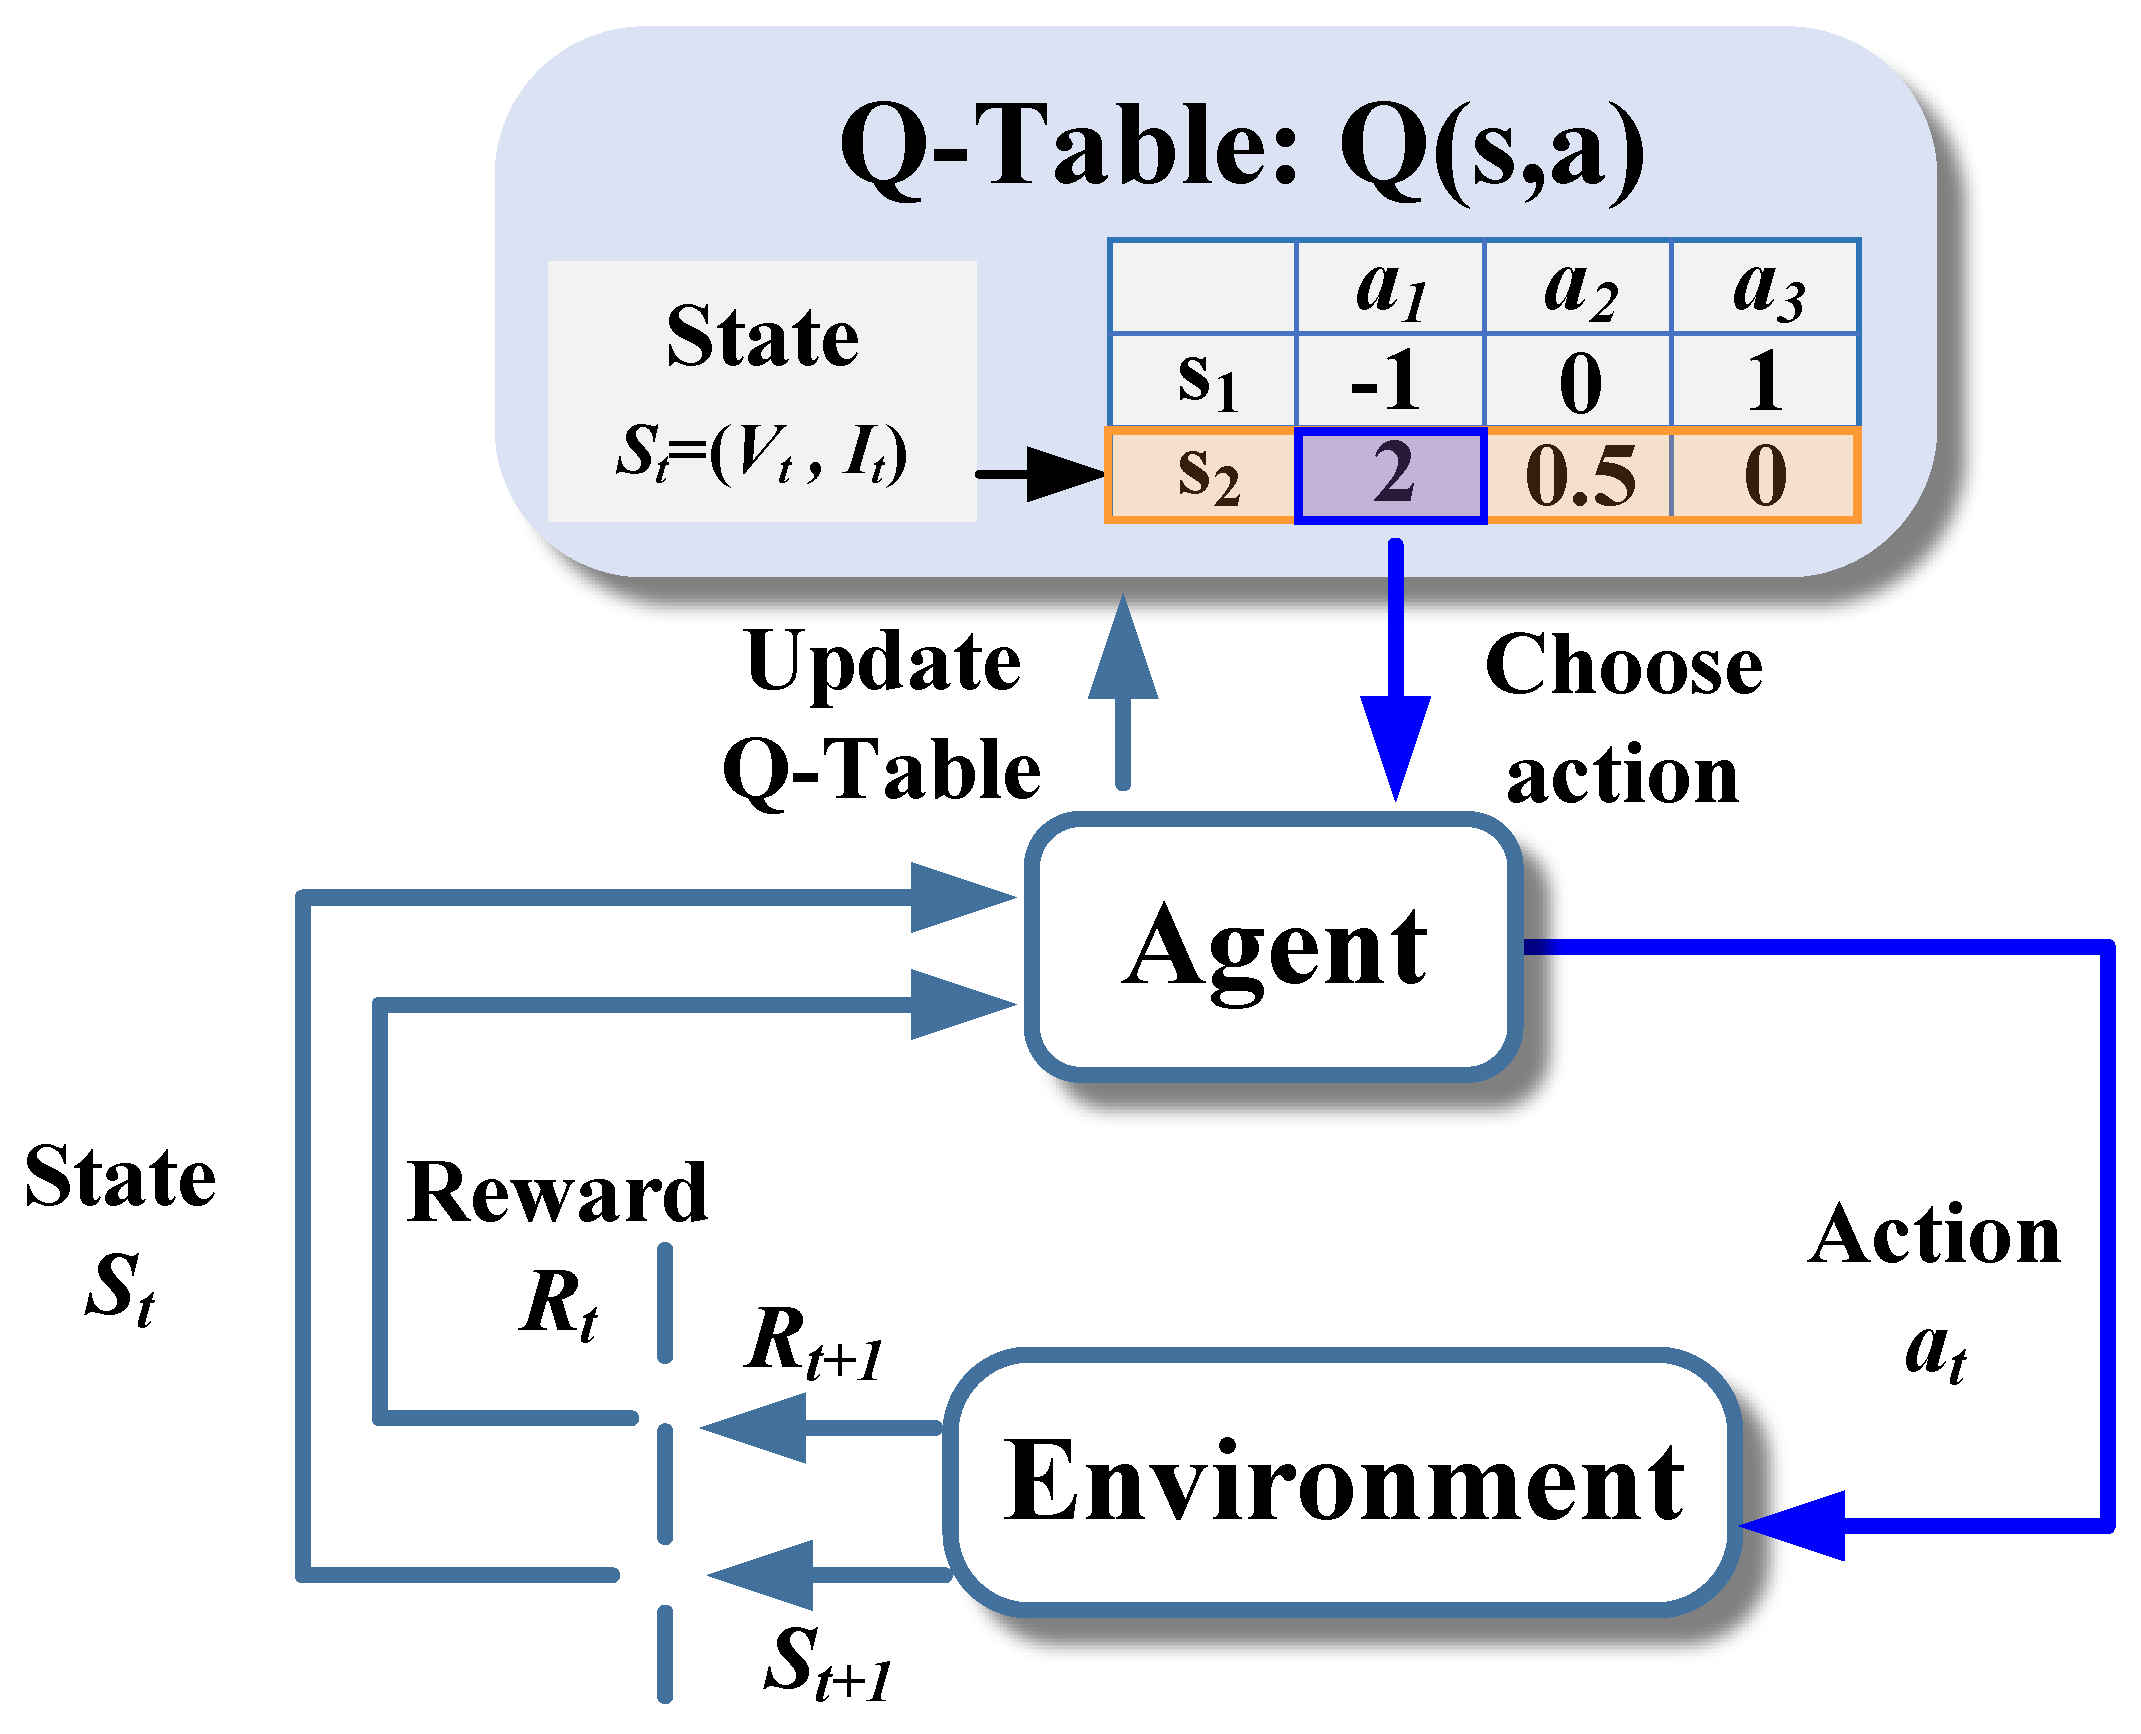 Q-Table: Q(s,a)
State
St=(Vt , It)
a1 a2 a3
s1 -1 0 1
s2 2 0.5 0
Update
Q-Table
Choose
action
Agent
State
St
Reward
Rt
Rt+1
Action
at
Environment
St+1